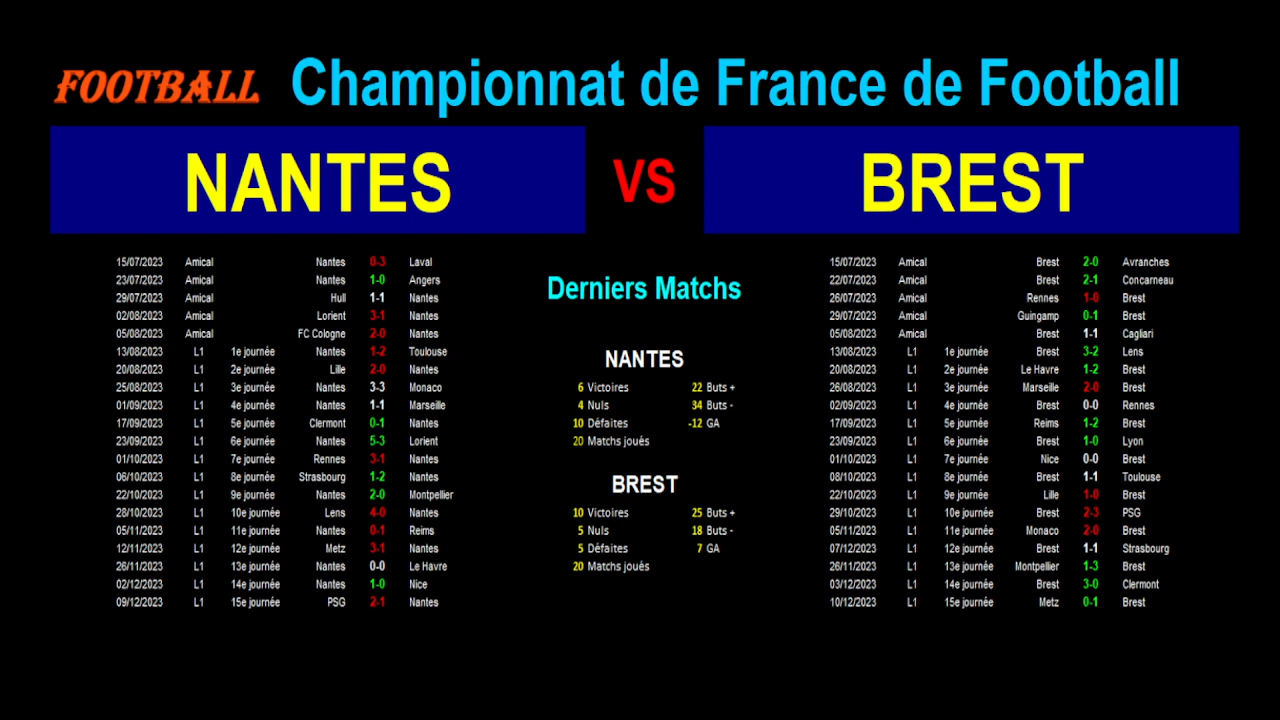 FOOTBALL Championnat de France de Football
NANTES VS BREST
15/07/2023 Amical Nantes 0-3 Laval
23/07/2023 Amical Nantes 1-0 Angers
29/07/2023 Amical Hull 1-1 Nantes
02/08/2023 Amical Lorient 3-1 Nantes
05/08/2023 Amical FC Cologne 2-0 Nantes
13/08/2023 L1 1e journée Nantes 1-2 Toulouse
20/08/2023 L1 2e journée Lille 2-0 Nantes
25/08/2023 L1 3e journée Nantes 3-3 Monaco
01/09/2023 L1 4e journée Nantes 1-1 Marseille
17/09/2023 L1 5e journée Clermont 0-1 Nantes
23/09/2023 L1 6e journée Nantes 5-3 Lorient
01/10/2023 L1 7e journée Rennes 3-1 Nantes
06/10/2023 L1 8e journée Strasbourg 1-2 Nantes
22/10/2023 L1 9e journée Nantes 2-0 Montpellier
28/10/2023 L1 10e journée Lens 4-0 Nantes
05/11/2023 L1 11e journée Nantes 0-1 Reims
12/11/2023 L1 12e journée Metz 3-1 Nantes
26/11/2023 L1 13e journée Nantes 0-0 Le Havre
02/12/2023 L1 14e journée Nantes 1-0 Nice
09/12/2023 L1 15e journée PSG 2-1 Nantes
Derniers Matchs
NANTES
6 Victoires 22 Buts +
4 Nuls 34 Buts -
10 Défaites -12 GA
20 Matchs joués
BREST
10 Victoires 25 Buts +
5 Nuls 18 Buts -
5 Défaites 7 GA
20 Matchs joués
15/07/2023 Amical Brest 2-0 Avranches
22/07/2023 Amical Brest 2-1 Concarneau
26/07/2023 Amical Rennes 1-0 Brest
29/07/2023 Amical Guingamp 0-1 Brest
05/08/2023 Amical Brest 1-1 Cagliari
13/08/2023 L1 1e journée Brest 3-2 Lens
20/08/2023 L1 2e journée Le Havre 1-2 Brest
26/08/2023 L1 3e journée Marseille 2-0 Brest
02/09/2023 L1 4e journée Brest 0-0 Rennes
17/09/2023 L1 5e journée Reims 1-2 Brest
23/09/2023 L1 6e journée Brest 1-0 Lyon
01/10/2023 L1 7e journée Nice 0-0 Brest
08/10/2023 L1 8e journée Brest 1-1 Toulouse
22/10/2023 L1 9e journée Lille 1-0 Brest
29/10/2023 L1 10e journée Brest 2-3 PSG
05/11/2023 L1 11e journée Monaco 2-0 Brest
07/12/2023 L1 12e journée Brest 1-1 Strasbourg
26/11/2023 L1 13e journée Montpellier 1-3 Brest
03/12/2023 L1 14e journée Brest 3-0 Clermont
10/12/2023 L1 15e journée Metz 0-1 Brest